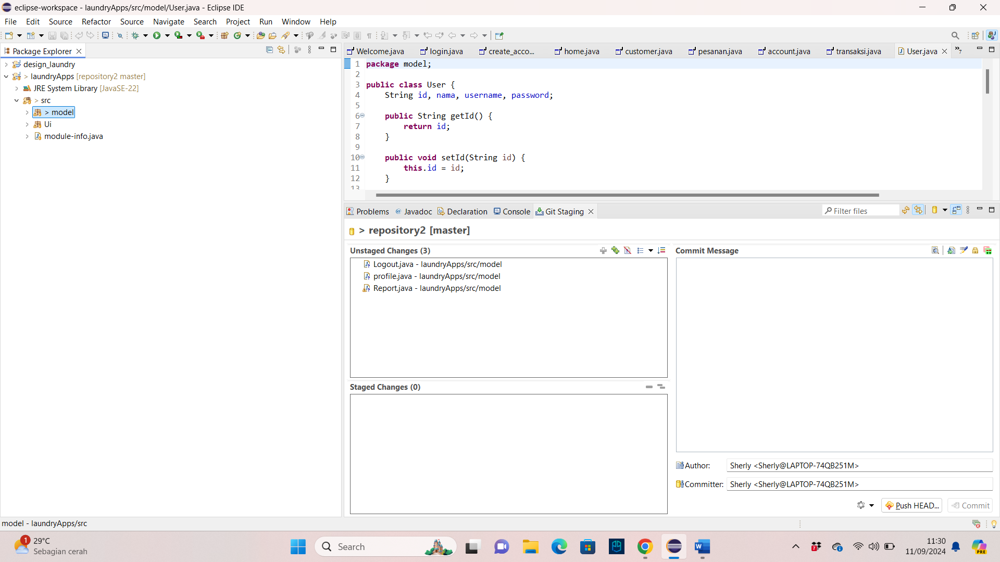 eclipse-workspace - laundryApps/src/model/User.java - Eclipse IDE
File Edit Source Refactor Source Navigate Search Project Run Window Help
Package Explorer
design_laundry
> laundryApps [repository2 master]
JRE System Library [JavaSE-22]
> src
> model
Ui
module-info.java
Welcome.java login.java create_acco... home.java customer.java pesanan.java account.java transaksi.java User.java »7
1 package model;
2
3 public class User {
4 String id, nama, username, password;
5
6 public String getId() {
7 return id;
8 }
9
10 public void setId(String id) {
11 this.id = id;
12 }
13
Problems @ Javadoc Declaration Console Git Staging
Filter files
> repository2 [master]
Unstaged Changes (3)
Logout.java - laundryApps/src/model
profile.java - laundryApps/src/model
Report.java - laundryApps/src/model
Staged Changes (0)
Commit Message
Author: Sherly <Sherly@LAPTOP-74QB251M>
Committer: Sherly <Sherly@LAPTOP-74QB251M>
Push HEAD... Commit
model - laundryApps/src
1
29°C
Sebagian cerah
Search
7
11:30
11/09/2024
PRE